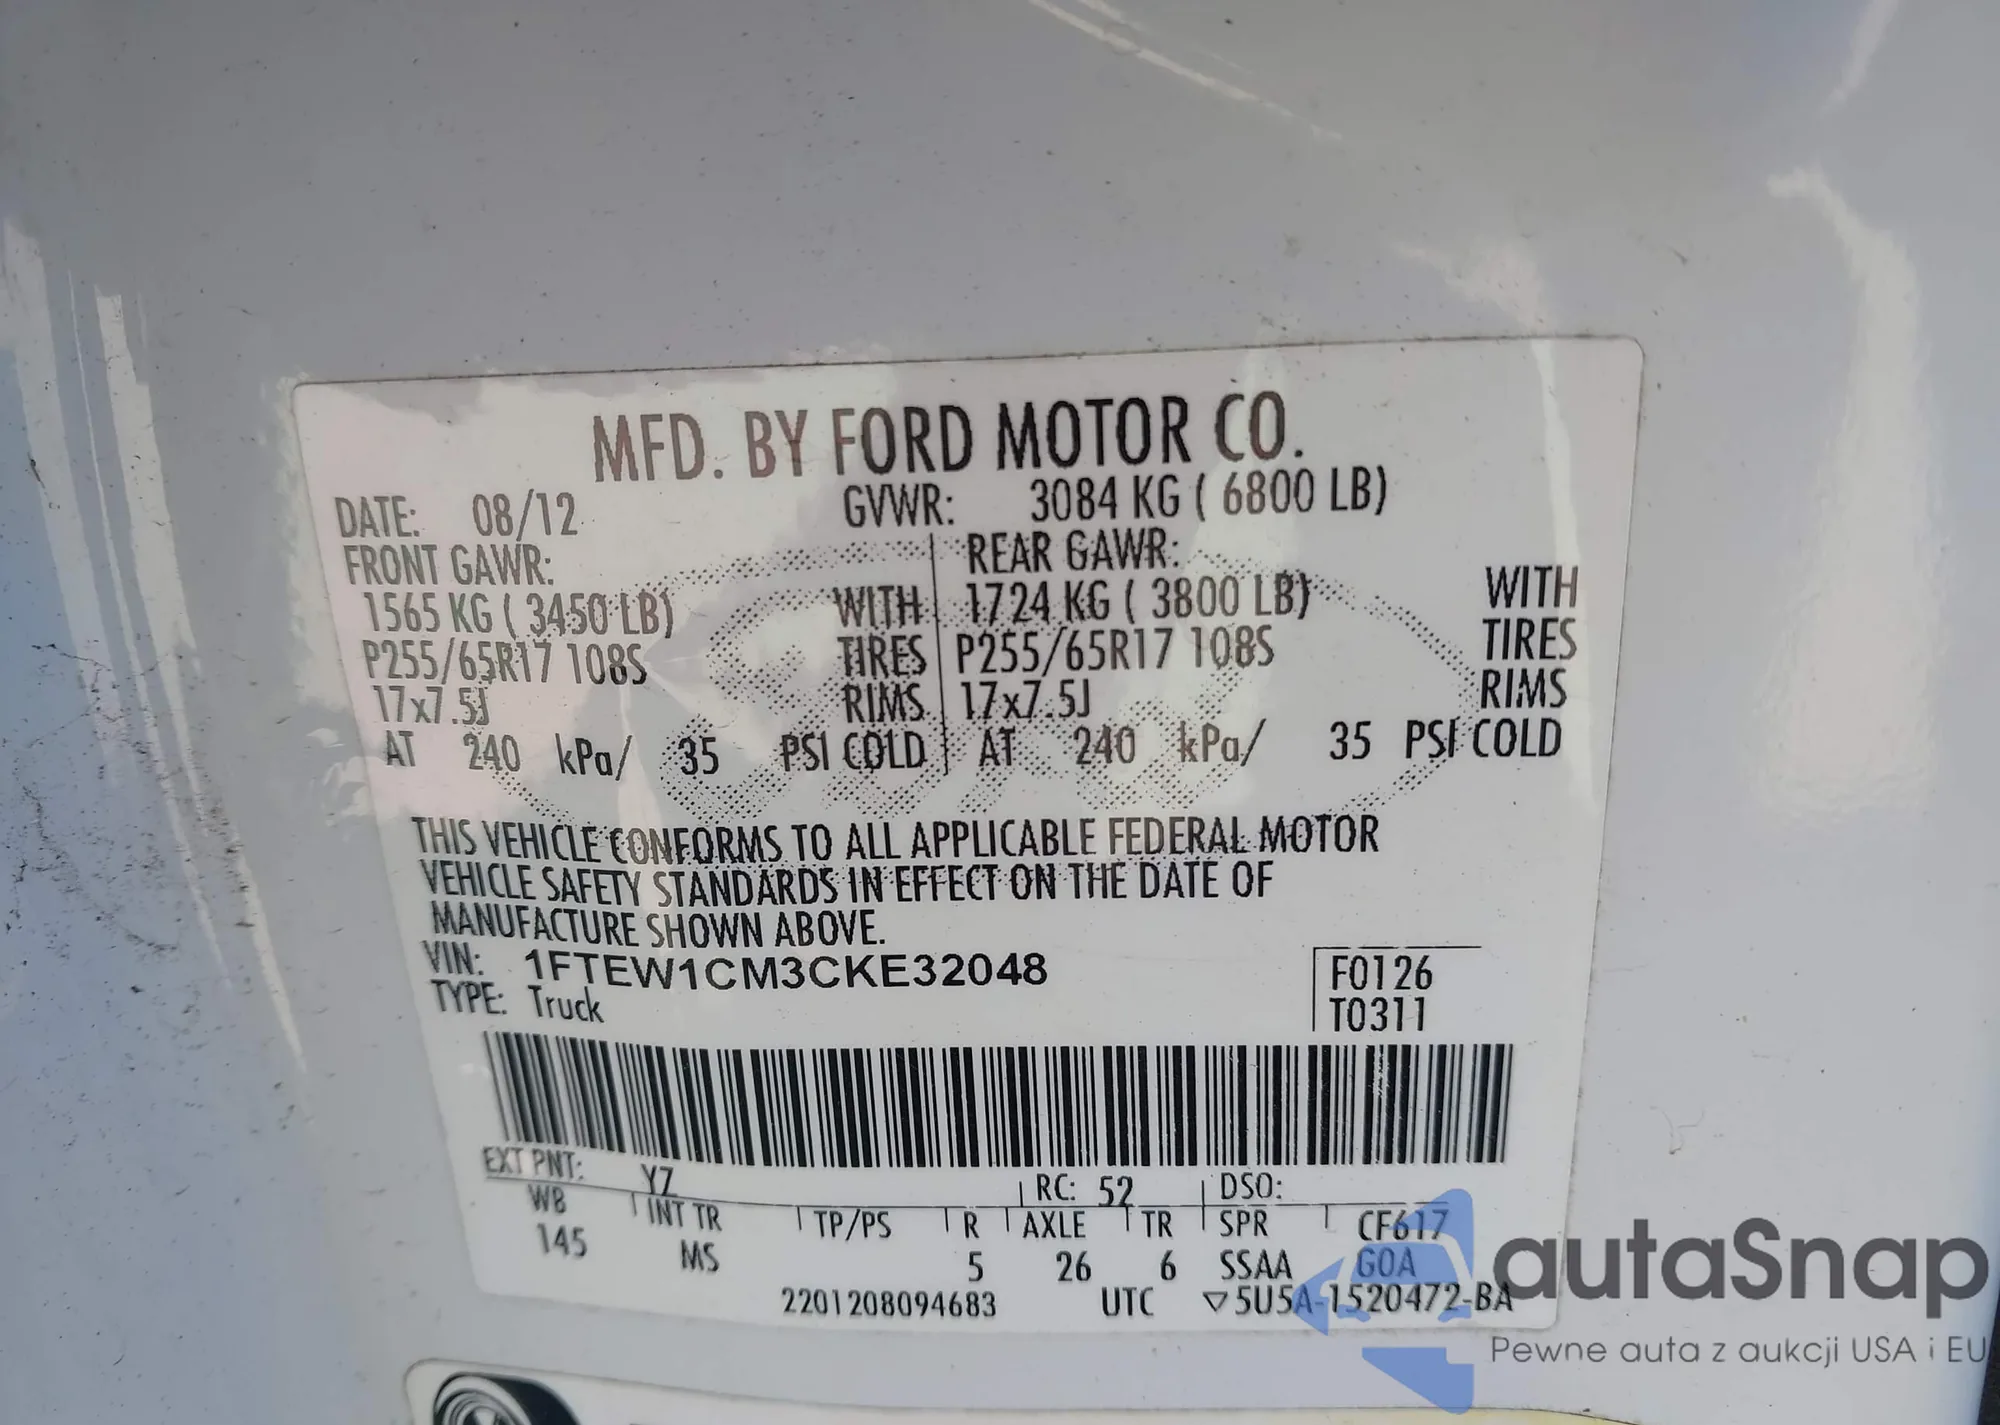 MFD. BY FORD MOTOR CO.
DATE: 08/12 GVWR: 3084 KG ( 6800 LB)
FRONT GAWR: REAR GAWR:
1565 KG ( 3450 LB) WITH 1724 KG ( 3800 LB) WITH
P255/65R17 108S TIRES P255/65R17 108S TIRES
17x7.5J RIMS 17x7.5J RIMS
AT 240 kPa/ 35 PSI COLD AT 240 kPa/ 35 PSI COLD
THIS VEHICLE CONFORMS TO ALL APPLICABLE FEDERAL MOTOR
VEHICLE SAFETY STANDARDS IN EFFECT ON THE DATE OF
MANUFACTURE SHOWN ABOVE.
VIN: 1FTEW1CM3CKE32048 F0126
TYPE: Truck T0311
EXT PNT: YZ RC: 52 DSO:
WB INT TR TP/PS R AXLE TR SPR CF617
145 MS 5 26 6 SSAA GOA
2201208094683 UTC ▽5U5A-1520472-BA
autaSnap
Pewne auta z aukcji USA i EU